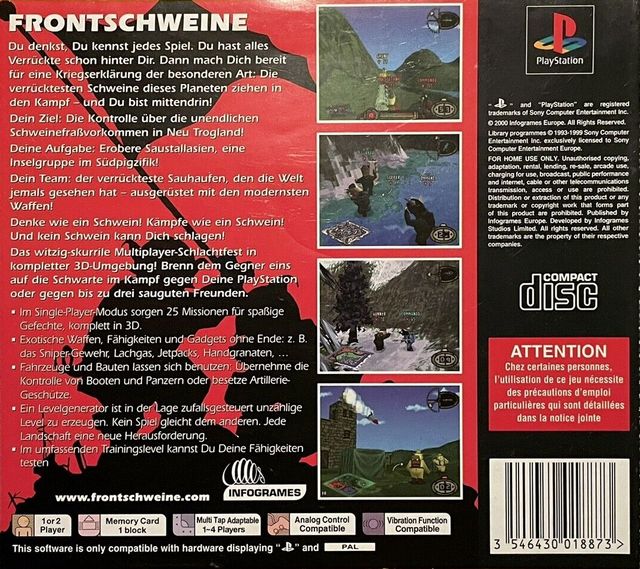 FRONTSCHWEINE
Du denkst, Du kennst jedes Spiel. Du hast alles
Verrückte schon hinter Dir. Dann mach Dich bereit
für eine Kriegserklärung der besonderen Art: Die
verrücktesten Schweine dieses Planeten ziehen in
den Kampf – und Du bist mittendrin!
Dein Ziel: Die Kontrolle über die unendlichen
Schweinefraßvorkommen in Neu Trogland!
Deine Aufgabe: Erobere Saustallasien, eine
Inselgruppe im Südpigzifik!
Dein Team: der verrückteste Sauhaufen, den die Welt
jemals gesehen hat – ausgerüstet mit den modernsten
Waffen!
Denke wie ein Schwein! Kämpfe wie ein Schwein!
Und kein Schwein kann Dich schlagen!
Das witzig-skurrile Multiplayer-Schlachtfest in
kompletter 3D-Umgebung! Brenn dem Gegner eins
auf die Schwarte im Kampf gegen Deine PlayStation
oder gegen bis zu drei sauguten Freunden.
• Im Single-Player-Modus sorgen 25 Missionen für spaßige
Gefechte, komplett in 3D.
• Exotische Waffen, Fähigkeiten und Gadgets ohne Ende: z. B.
das Sniper-Gewehr, Lachgas, Jetpacks, Handgranaten, ...
• Fahrzeuge und Bauten lassen sich benutzen: Übernehme die
Kontrolle von Booten und Panzern oder besetze Artillerie-
Geschütze.
• Ein Levelgenerator ist in der Lage zufallsgesteuert unzählige
Level zu erzeugen. Kein Spiel gleicht dem anderen. Jede
Landschaft eine neue Herausforderung.
• Im umfassenden Trainingslevel kannst Du Deine Fähigkeiten
testen
www.frontschweine.com
INFOGRAMES
1 or 2
Player
Memory Card
1 block
Multi Tap Adaptable
1–4 Players
Analog Control
Compatible
Vibration Function
Compatible
This software is only compatible with hardware displaying " " and PAL
PlayStation
" " and "PlayStation" are registered
trademarks of Sony Computer Entertainment Inc.
© 2000 Infogrames Europe. All Rights Reserved.
Library programmes © 1993-1999 Sony Computer
Entertainment Inc. exclusively licensed to Sony
Computer Entertainment Europe.
FOR HOME USE ONLY. Unauthorised copying,
adaptation, rental, lending, re-sale, arcade use,
charging for use, broadcast, public performance
and internet, cable or other telecommunications
transmission, access or use are prohibited.
Distribution or extraction of this product or any
trademark or copyright work that forms part
of this product are prohibited. Published by
Infogrames Europe. Developed by Infogrames
Studios Limited. All rights reserved. All other
trademarks are the property of their respective
companies.
COMPACT
disc
ATTENTION
Chez certaines personnes,
l'utilisation de ce jeu nécessite
des précautions d'emploi
particulières qui sont détaillées
dans la notice jointe
3 546430 018873 >